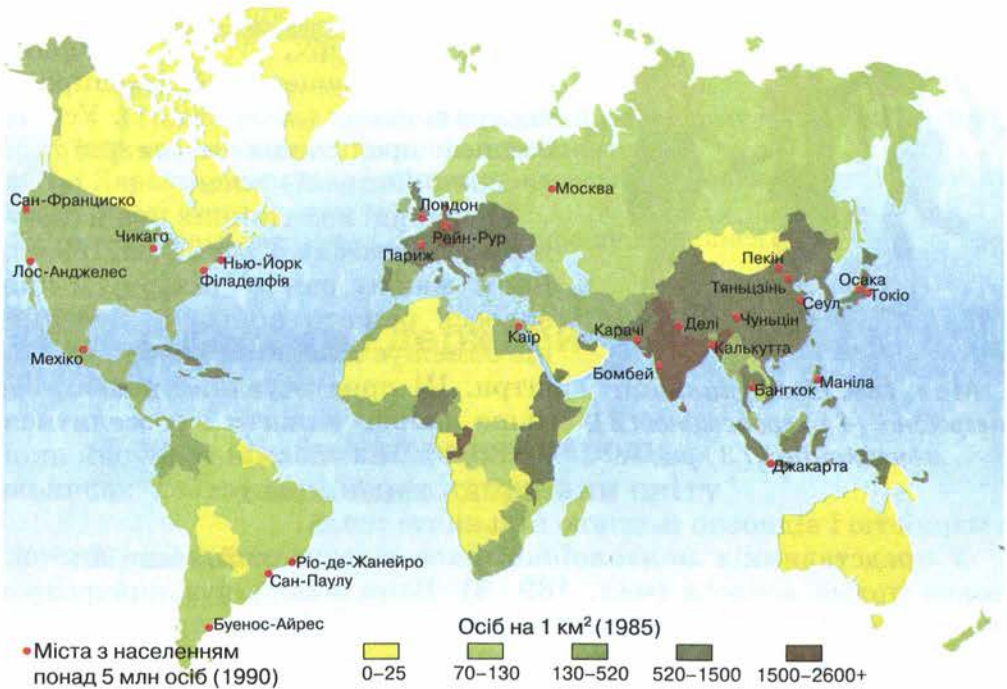 Москва
Сан-Франциско
Лондон
Чикаго
Рейн-Рур
Париж
Пекін
Лос-Анджелес
Нью-Йорк
Філаделфія
Тяньцзінь
Осака
Токіо
Сеул
Каїр
Карачі
Делі
Чуньцін
Мехіко
Калькутта
Бомбей
Бангкок
Маніла
Джакарта
Ріо-де-Жанейро
Сан-Паулу
Буенос-Айрес
Міста з населенням
понад 5 млн осіб (1990)
Осіб на 1 км² (1985)
0–25
70–130
130–520
520–1500
1500–2600+